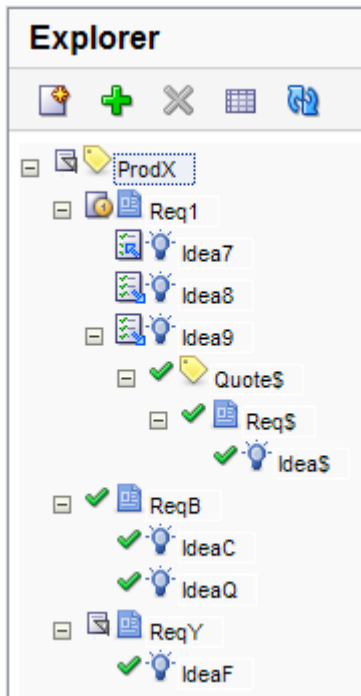 Explorer
ProdX
Req1
Idea7
Idea8
Idea9
Quote$
Req$
Idea$
ReqB
IdeaC
IdeaQ
ReqY
IdeaF